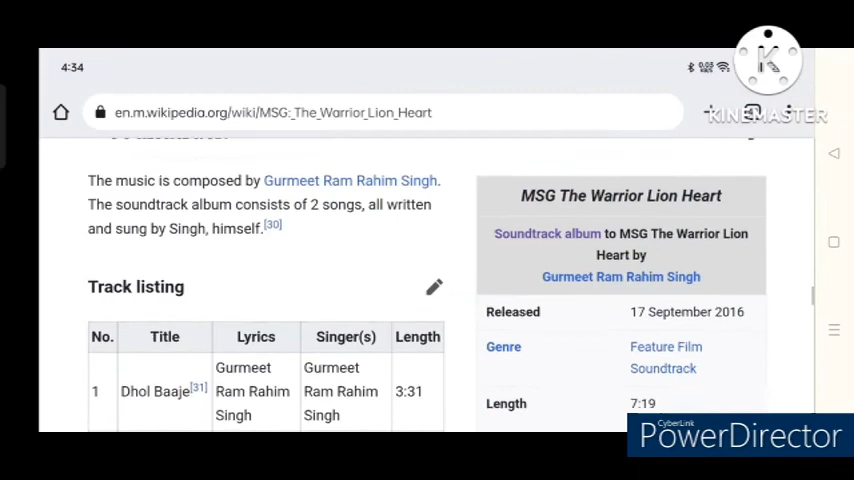 4:34
KINEMASTER
en.m.wikipedia.org/wiki/MSG:_The_Warrior_Lion_Heart
The music is composed by Gurmeet Ram Rahim Singh.
The soundtrack album consists of 2 songs, all written
and sung by Singh, himself.[30]
Track listing
No. Title Lyrics Singer(s) Length
1 Dhol Baaje[31] Gurmeet Ram Rahim Singh Gurmeet Ram Rahim Singh 3:31
MSG The Warrior Lion Heart
Soundtrack album to MSG The Warrior Lion
Heart by
Gurmeet Ram Rahim Singh
Released 17 September 2016
Genre Feature Film
Soundtrack
Length 7:19
CyberLink
PowerDirector